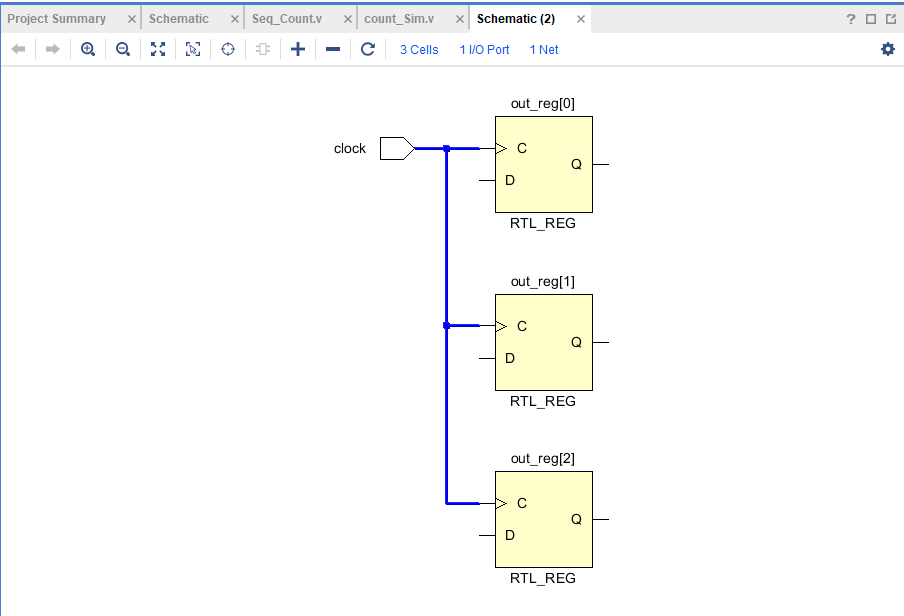 Project Summary × Schematic × Seq_Count.v × count_Sim.v × Schematic (2) × ?
3 Cells 1 I/O Port 1 Net
out_reg[0]
clock
C
Q
D
RTL_REG
out_reg[1]
C
Q
D
RTL_REG
out_reg[2]
C
Q
D
RTL_REG